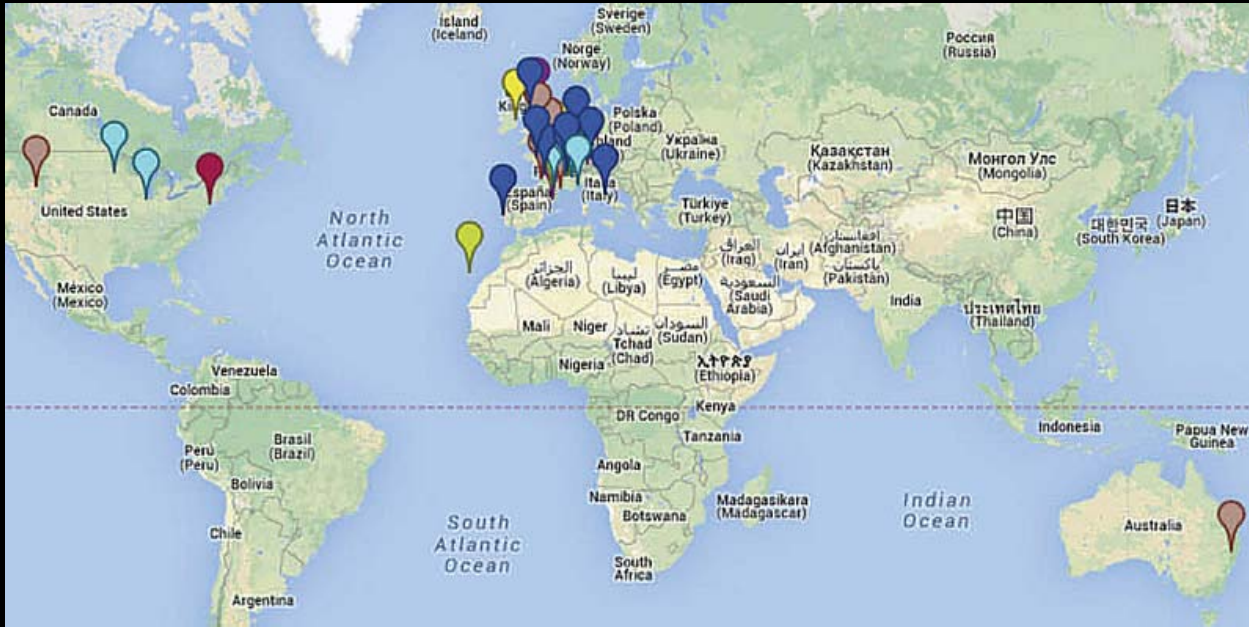 Ísland
(Iceland)
Sverige
(Sweden)
Norge
(Norway)
Россия
(Russia)
Canada
Polska
(Poland)
Україна
(Ukraine)
Қазақстан
(Kazakhstan)
Монгол Улс
(Mongolia)
United States
España
(Spain)
Italia
(Italy)
Türkiye
(Turkey)
中国
(China)
대한민국
(South Korea)
日本
(Japan)
North
Atlantic
Ocean
العراق
(Iraq)
ایران
(Iran)
افغانستان
(Afghanistan)
پاکستان
(Pakistan)
México
(Mexico)
الجزائر
(Algeria)
ليبيا
(Libya)
مصر
(Egypt)
السعودية
(Saudi
Arabia)
India
ประเทศไทย
(Thailand)
Mali
Niger
تشاد
Tchad
(Chad)
السودان
(Sudan)
Nigeria
ኢትዮጵያ
(Ethiopia)
Venezuela
Colombia
DR Congo
Kenya
Indonesia
Papua New
Guinea
Tanzania
Perú
(Peru)
Brasil
(Brazil)
Bolivia
Angola
Namibia
Botswana
Madagasikara
(Madagascar)
Indian
Ocean
Australia
Chile
South
Atlantic
Ocean
South
Africa
Argentina